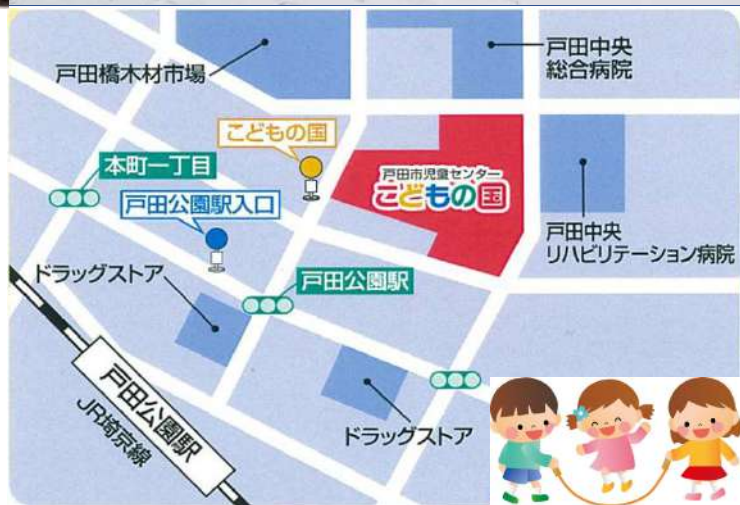 戸田橋木材市場
戸田中央
総合病院
こどもの国
本町一丁目
戸田市児童センター
こどもの国
戸田公園駅入口
戸田中央
リハビリテーション病院
ドラッグストア
戸田公園駅
戸田公園駅
JR埼京線
ドラッグストア